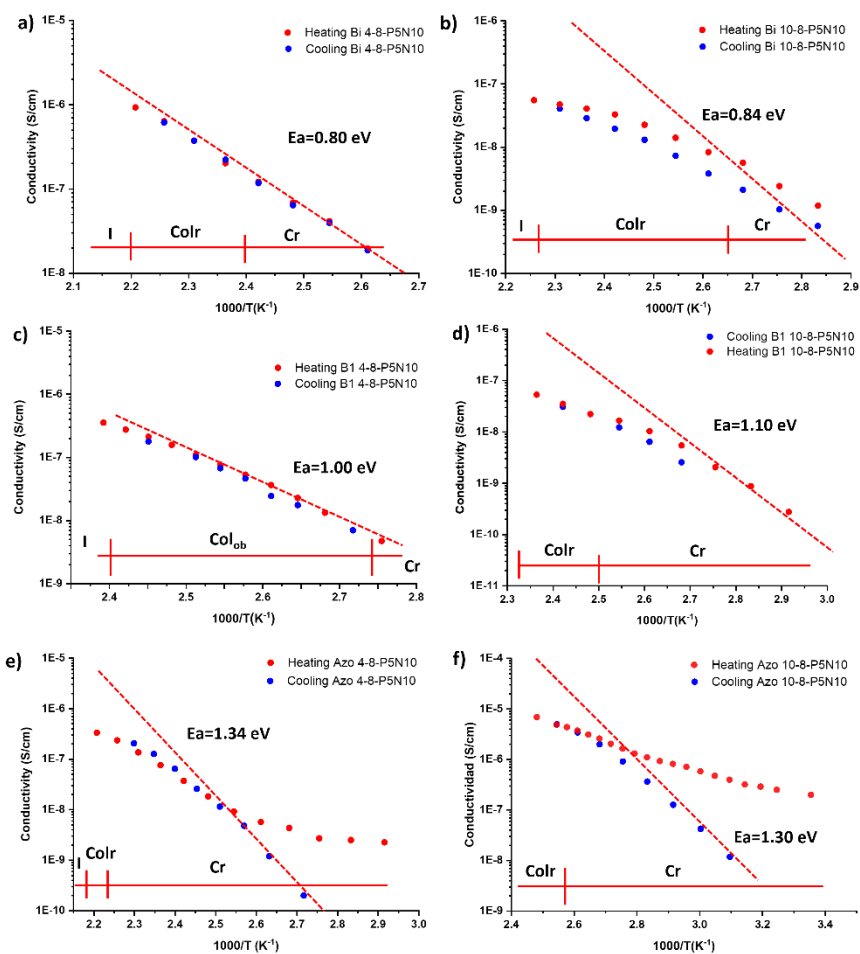 a)
Heating Bi 4-8-P5N10
Cooling Bi 4-8-P5N10
1E-5
1E-6
1E-7
1E-8
Conductivity (S/cm)
Ea=0.80 eV
I
Colr
Cr
2.1 2.2 2.3 2.4 2.5 2.6 2.7
1000/T(K-1)
b)
Heating Bi 10-8-P5N10
Cooling Bi 10-8-P5N10
1E-6
1E-7
1E-8
1E-9
1E-10
Conductivity (S/cm)
Ea=0.84 eV
I
Colr
Cr
2.2 2.3 2.4 2.5 2.6 2.7 2.8 2.9
1000/T(K-1)
c)
Heating B1 4-8-P5N10
Cooling B1 4-8-P5N10
1E-5
1E-6
1E-7
1E-8
1E-9
Conductivity (S/cm)
Ea=1.00 eV
I
Colob
Cr
2.4 2.5 2.6 2.7 2.8
1000/T(K-1)
d)
Cooling B1 10-8-P5N10
Heating B1 10-8-P5N10
1E-6
1E-7
1E-8
1E-9
1E-10
1E-11
Conductivity (S/cm)
Ea=1.10 eV
Colr
Cr
2.3 2.4 2.5 2.6 2.7 2.8 2.9 3.0
1000/T(K-1)
e)
Heating Azo 4-8-P5N10
Cooling Azo 4-8-P5N10
1E-5
1E-6
1E-7
1E-8
1E-9
1E-10
Conductivity (S/cm)
Ea=1.34 eV
I
Colr
Cr
2.2 2.3 2.4 2.5 2.6 2.7 2.8 2.9 3.0
1000/T(K-1)
f)
Heating Azo 10-8-P5N10
Cooling Azo 10-8-P5N10
1E-4
1E-5
1E-6
1E-7
1E-8
1E-9
Conductividad (S/cm)
Ea=1.30 eV
Colr
Cr
2.4 2.6 2.8 3.0 3.2 3.4
1000/T(K-1)